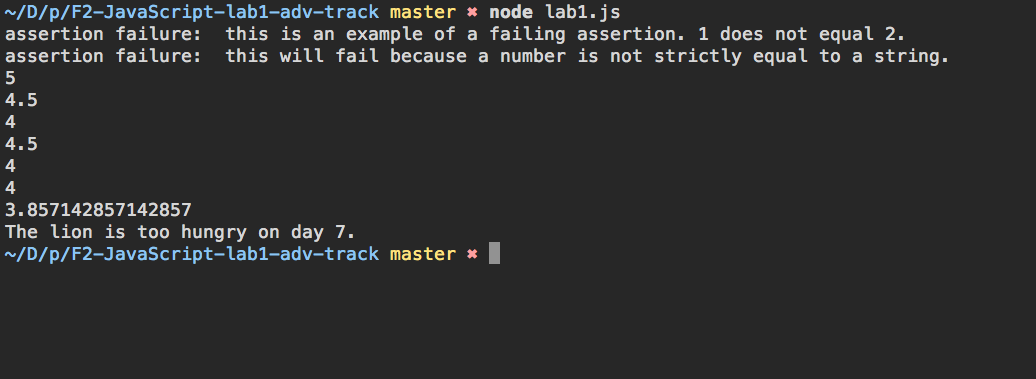 ~/D/p/F2-JavaScript-lab1-adv-track master ✖ node lab1.js
assertion failure:  this is an example of a failing assertion. 1 does not equal 2.
assertion failure:  this will fail because a number is not strictly equal to a string.
5
4.5
4
4.5
4
4
3.857142857142857
The lion is too hungry on day 7.
~/D/p/F2-JavaScript-lab1-adv-track master ✖